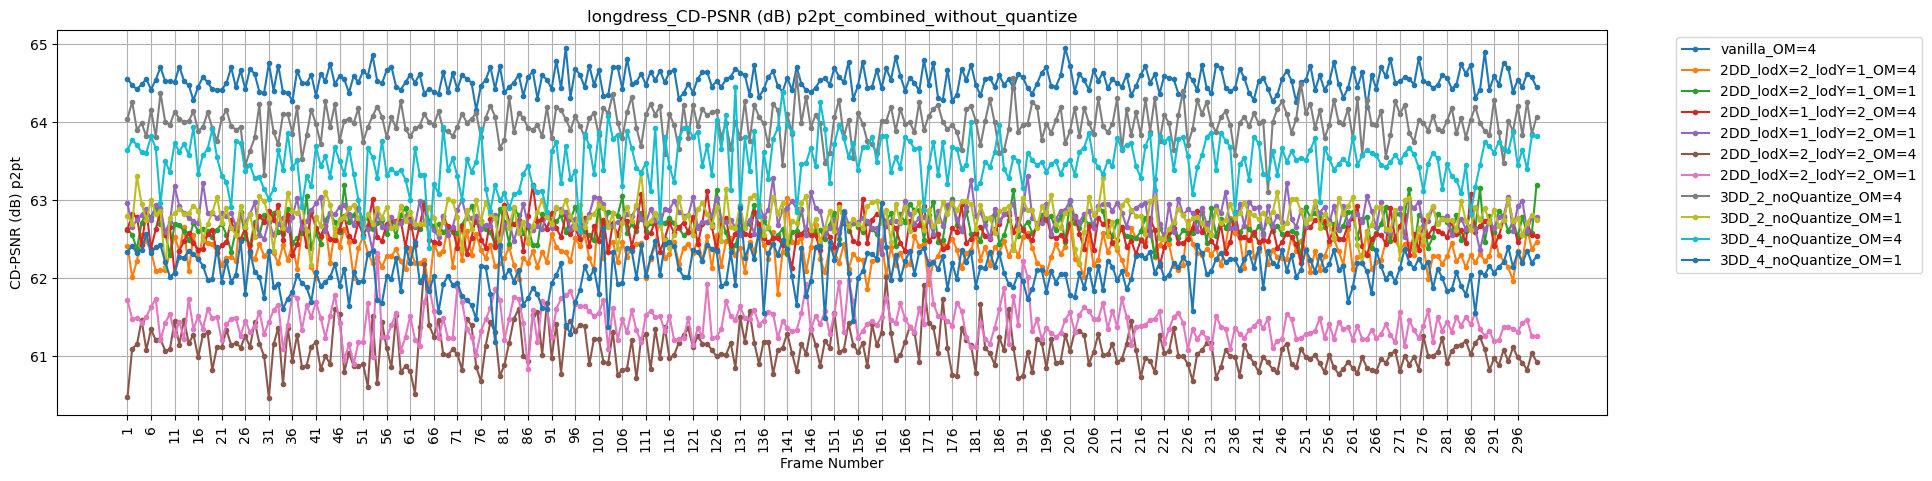 longdress_CD-PSNR (dB) p2pt_combined_without_quantize
CD-PSNR (dB) p2pt
65
64
63
62
61
1 6 11 16 21 26 31 36 41 46 51 56 61 66 71 76 81 86 91 96 101 106 111 116 121 126 131 136 141 146 151 156 161 166 171 176 181 186 191 196 201 206 211 216 221 226 231 236 241 246 251 256 261 266 271 276 281 286 291 296
Frame Number
vanilla_OM=4
2DD_lodX=2_lodY=1_OM=4
2DD_lodX=2_lodY=1_OM=1
2DD_lodX=1_lodY=2_OM=4
2DD_lodX=1_lodY=2_OM=1
2DD_lodX=2_lodY=2_OM=4
2DD_lodX=2_lodY=2_OM=1
3DD_2_noQuantize_OM=4
3DD_2_noQuantize_OM=1
3DD_4_noQuantize_OM=4
3DD_4_noQuantize_OM=1